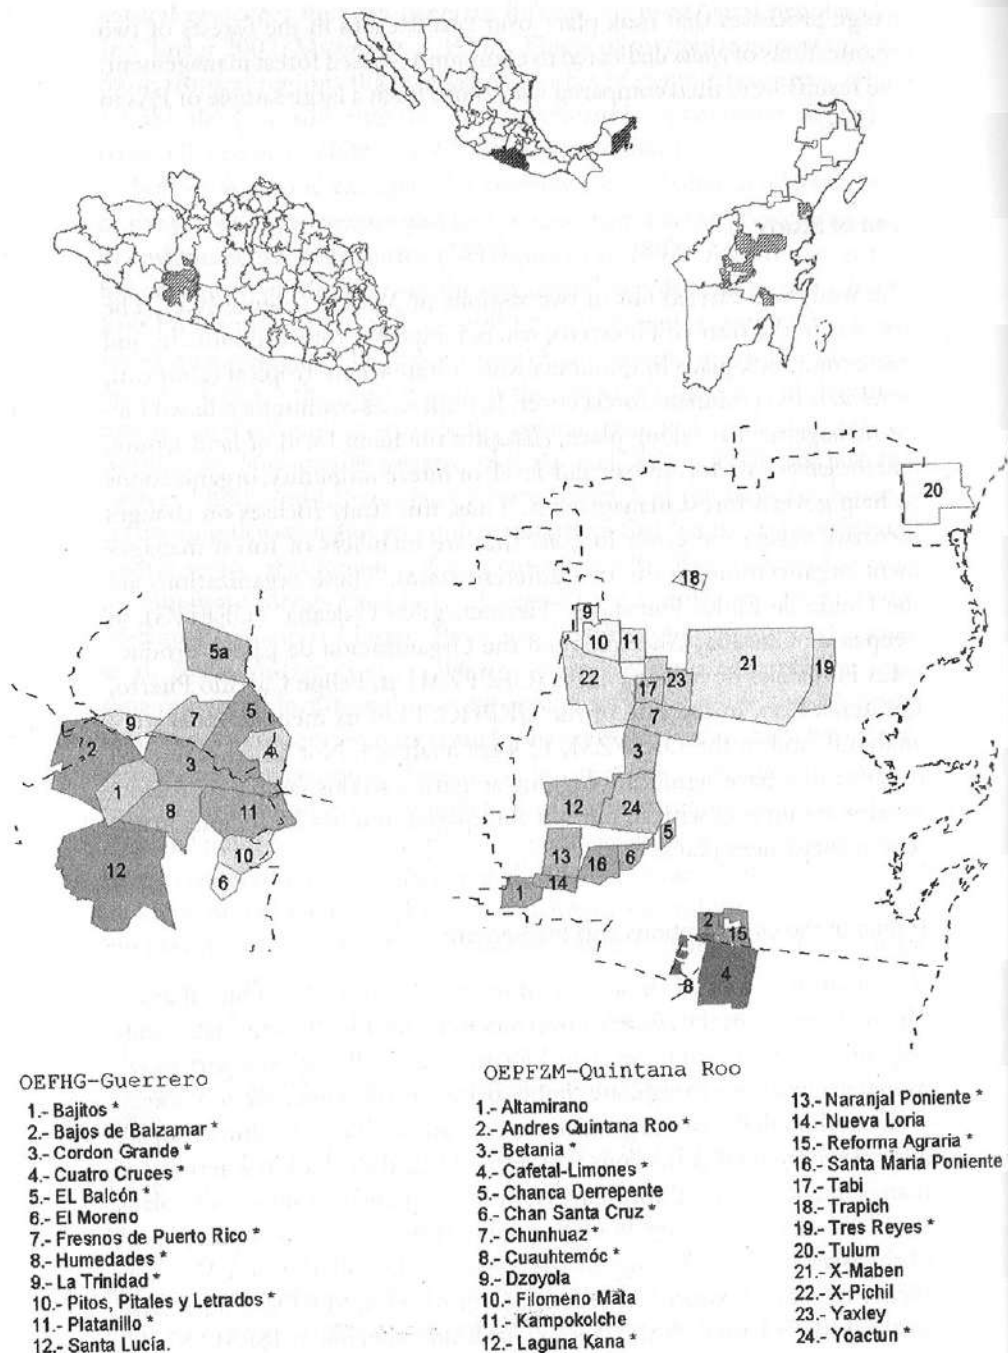 20
18
9
10
11
5a
22
17
23
21
19
9
7
5
7
2
3
4
3
1
8
11
12
24
5
12
10
13
16
6
6
1
14
2
15
8
4
OEFHG-Guerrero
1.- Bajitos *
2.- Bajos de Balzamar *
3.- Cordon Grande *
4.- Cuatro Cruces *
5.- EL Balcón *
6.- El Moreno
7.- Fresnos de Puerto Rico *
8.- Humedades *
9.- La Trinidad *
10.- Pitos, Pitales y Letrados *
11.- Platanillo *
12.- Santa Lucía.
OEPFZM-Quintana Roo
1.- Altamirano
2.- Andres Quintana Roo *
3.- Betania *
4.- Cafetal-Limones *
5.- Chanca Derrepente
6.- Chan Santa Cruz *
7.- Chunhuaz *
8.- Cuauhtemóc *
9.- Dzoyola
10.- Filomeno Mata
11.- Kampokolche
12.- Laguna Kana *
13.- Naranjal Poniente *
14.- Nueva Loria
15.- Reforma Agraria *
16.- Santa Maria Poniente
17.- Tabi
18.- Trapich
19.- Tres Reyes *
20.- Tulum
21.- X-Maben
22.- X-Pichil
23.- Yaxley
24.- Yoactun *